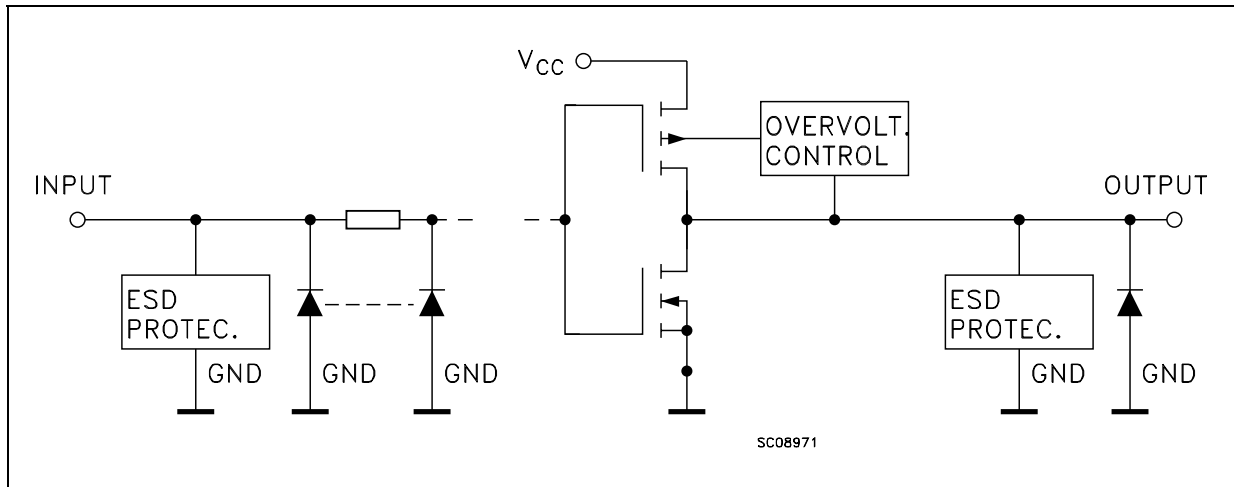 VCC
OVERVOLT.
CONTROL
INPUT
OUTPUT
ESD
PROTEC.
ESD
PROTEC.
GND
GND
GND
GND
GND
SC08971